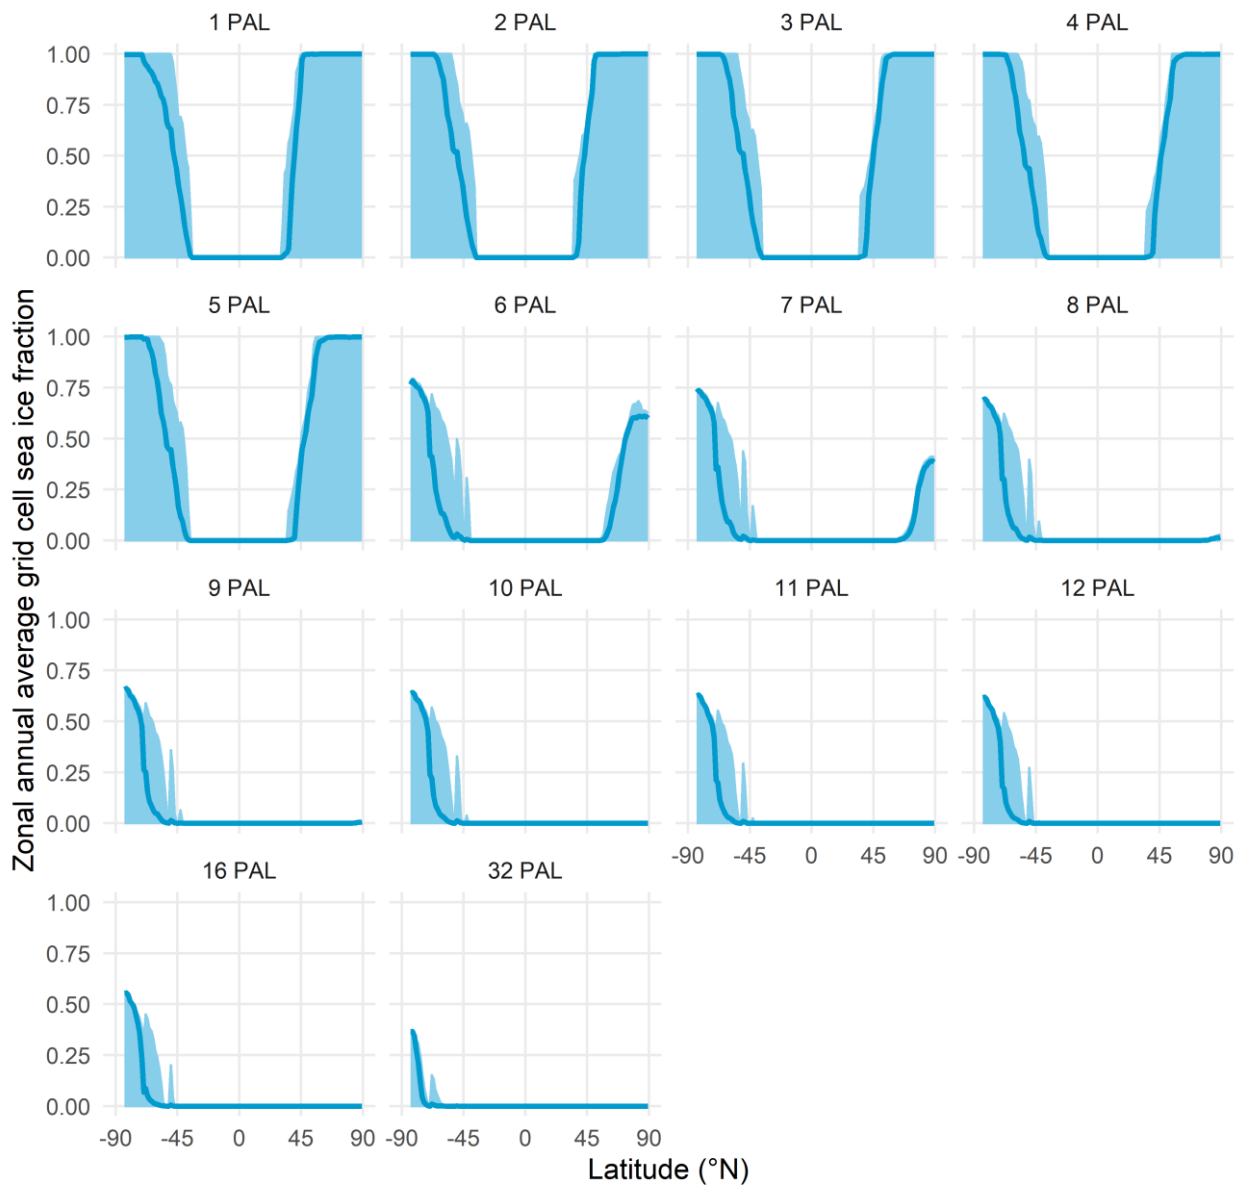 1 PAL 2 PAL 3 PAL 4 PAL
1.00
0.75
0.50
0.25
0.00
5 PAL 6 PAL 7 PAL 8 PAL
1.00
0.75
0.50
0.25
0.00
9 PAL 10 PAL 11 PAL 12 PAL
1.00
0.75
0.50
0.25
0.00
-90 -45 0 45 90 -90 -45 0 45 90
16 PAL 32 PAL
1.00
0.75
0.50
0.25
0.00
-90 -45 0 45 90 -90 -45 0 45 90
Latitude (°N)
Zonal annual average grid cell sea ice fraction